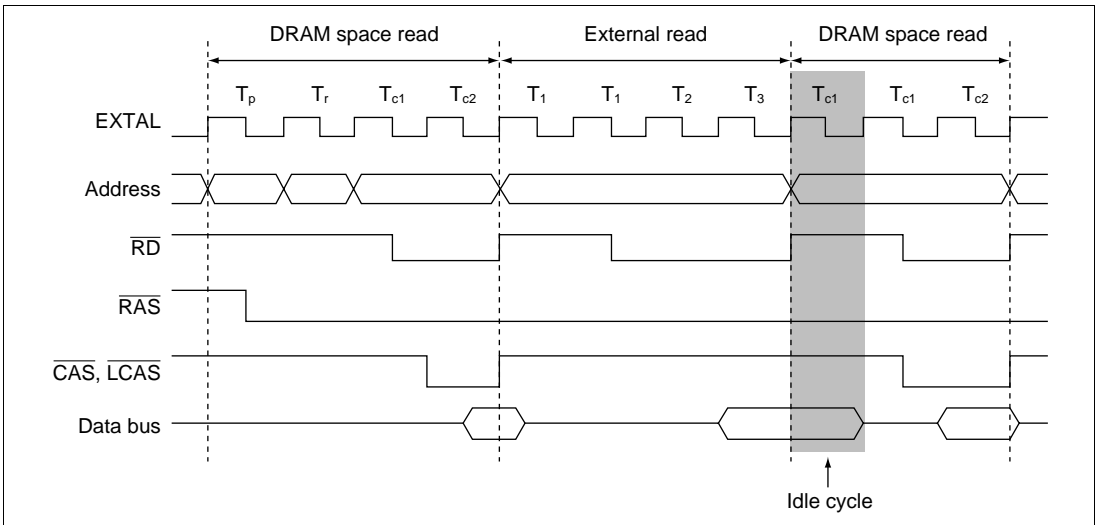 DRAM space read External read DRAM space read
Tp Tr Tc1 Tc2 T1 T1 T2 T3 Tc1 Tc1 Tc2
EXTAL
Address
RD
RAS
CAS, LCAS
Data bus
Idle cycle